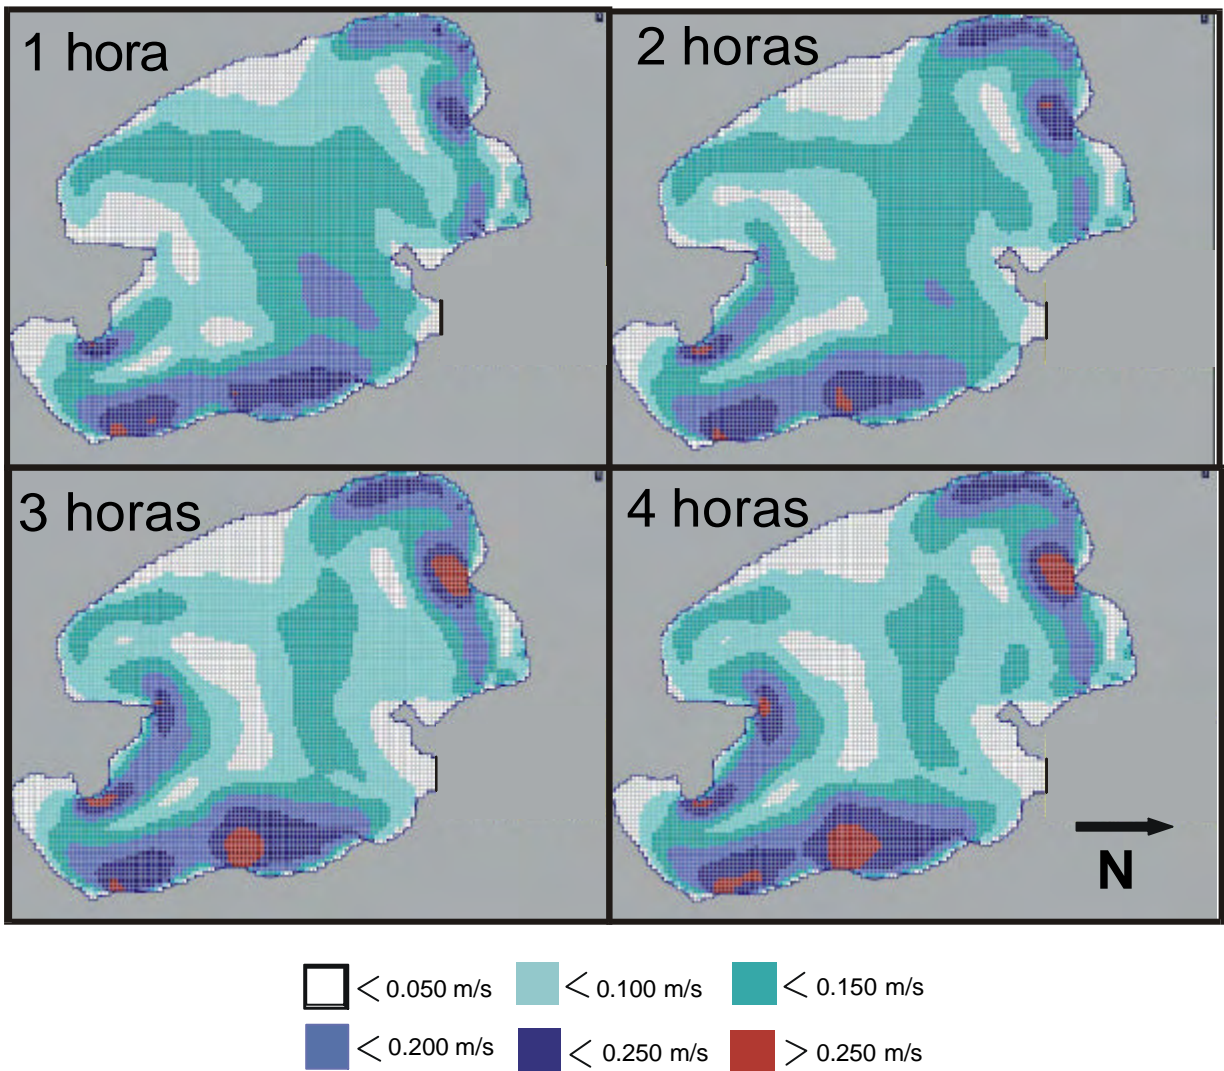 1 hora
2 horas
3 horas
4 horas
N
< 0.050 m/s
< 0.100 m/s
< 0.150 m/s
< 0.200 m/s
< 0.250 m/s
> 0.250 m/s